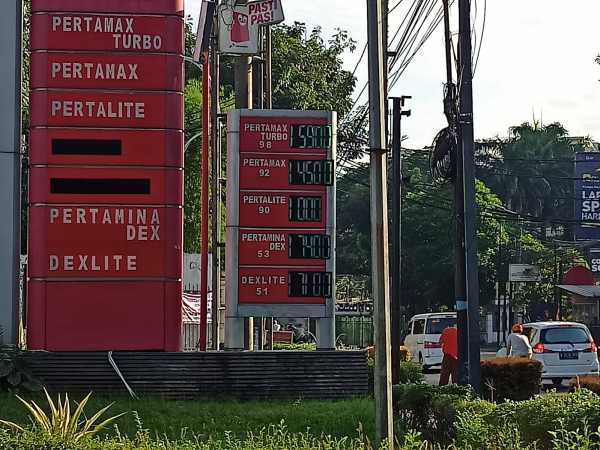 PERTAMAX
TURBO
PERTAMAX
PERTALITE
PERTAMINA
DEX
DEXLITE
PASTI
PAS!
PERTAMAX
TURBO
98
PERTAMAX
92
PERTALITE
90
PERTAMINA
DEX
53
DEXLITE
51